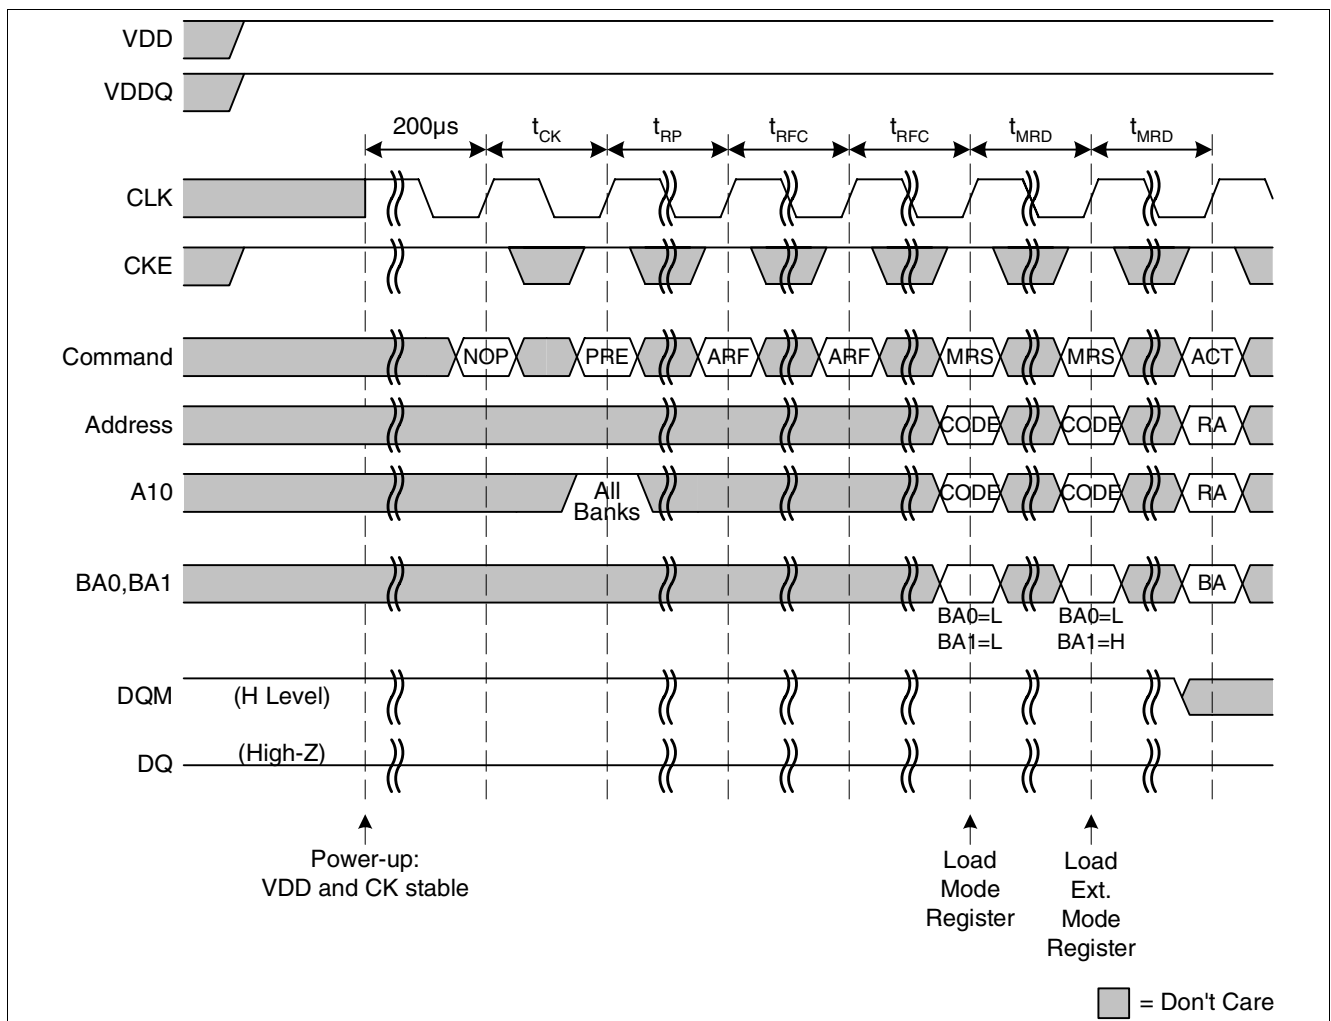 VDD
VDDQ
200µs tCK tRP tRFC tRFC tMRD tMRD
CLK
CKE
Command NOP PRE ARF ARF MRS MRS ACT
Address CODE CODE RA
A10 All Banks CODE CODE RA
BA0,BA1 BA
BA0=L BA0=L
BA1=L BA1=H
DQM (H Level)
DQ (High-Z)
Power-up:
VDD and CK stable
Load
Mode
Register
Load
Ext.
Mode
Register
= Don't Care